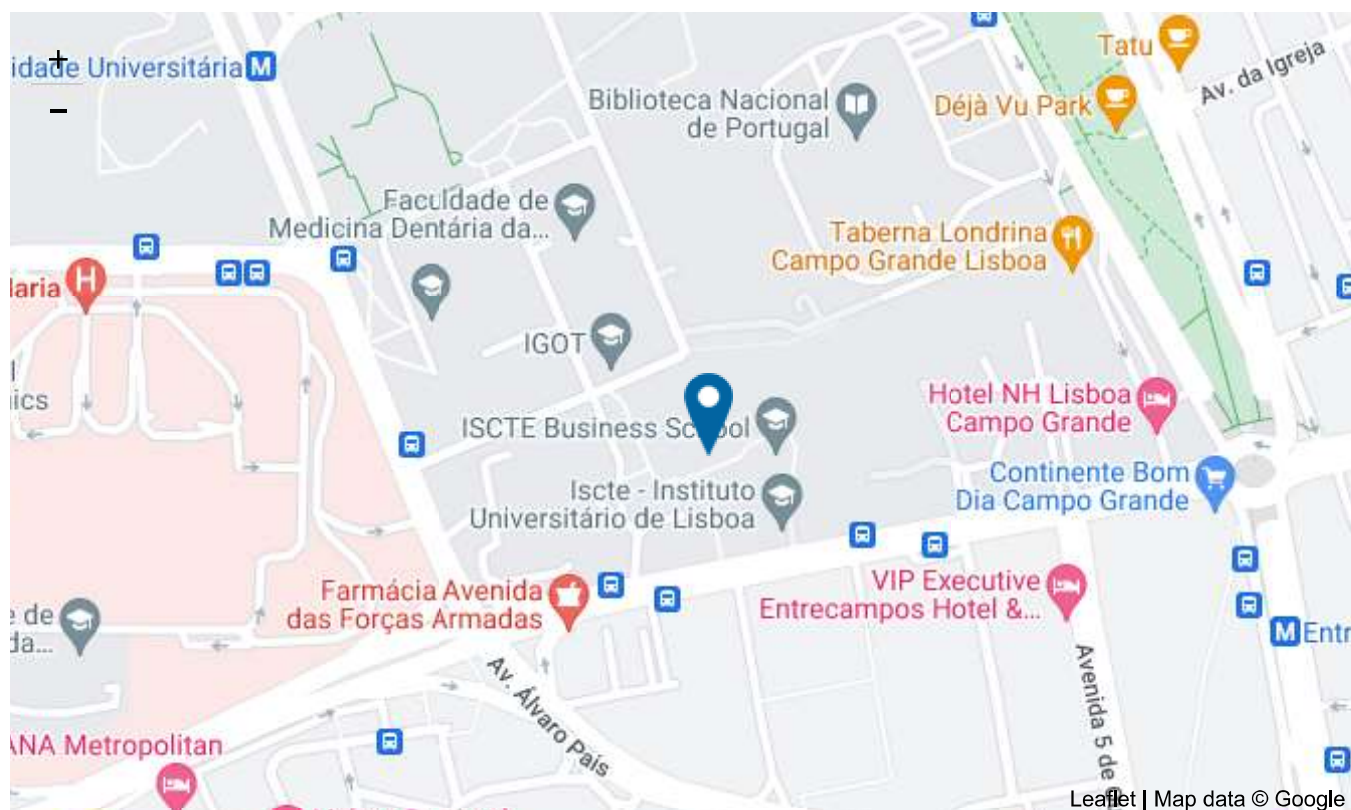 +
−
idade Universitária M
Tatu
Av. da Igreja
Biblioteca Nacional
de Portugal
Déjà Vu Park
Faculdade de
Medicina Dentária da...
Taberna Londrina
Campo Grande Lisboa
laria H
IGOT
ics
Hotel NH Lisboa
Campo Grande
ISCTE Business School
Iscte - Instituto
Universitário de Lisboa
Continente Bom
Dia Campo Grande
Farmácia Avenida
das Forças Armadas
VIP Executive
Entrecampos Hotel &...
e de
da...
M Entr
Av. Álvaro Pais
Avenida 5 de
ANA Metropolitan
Leaflet | Map data © Google